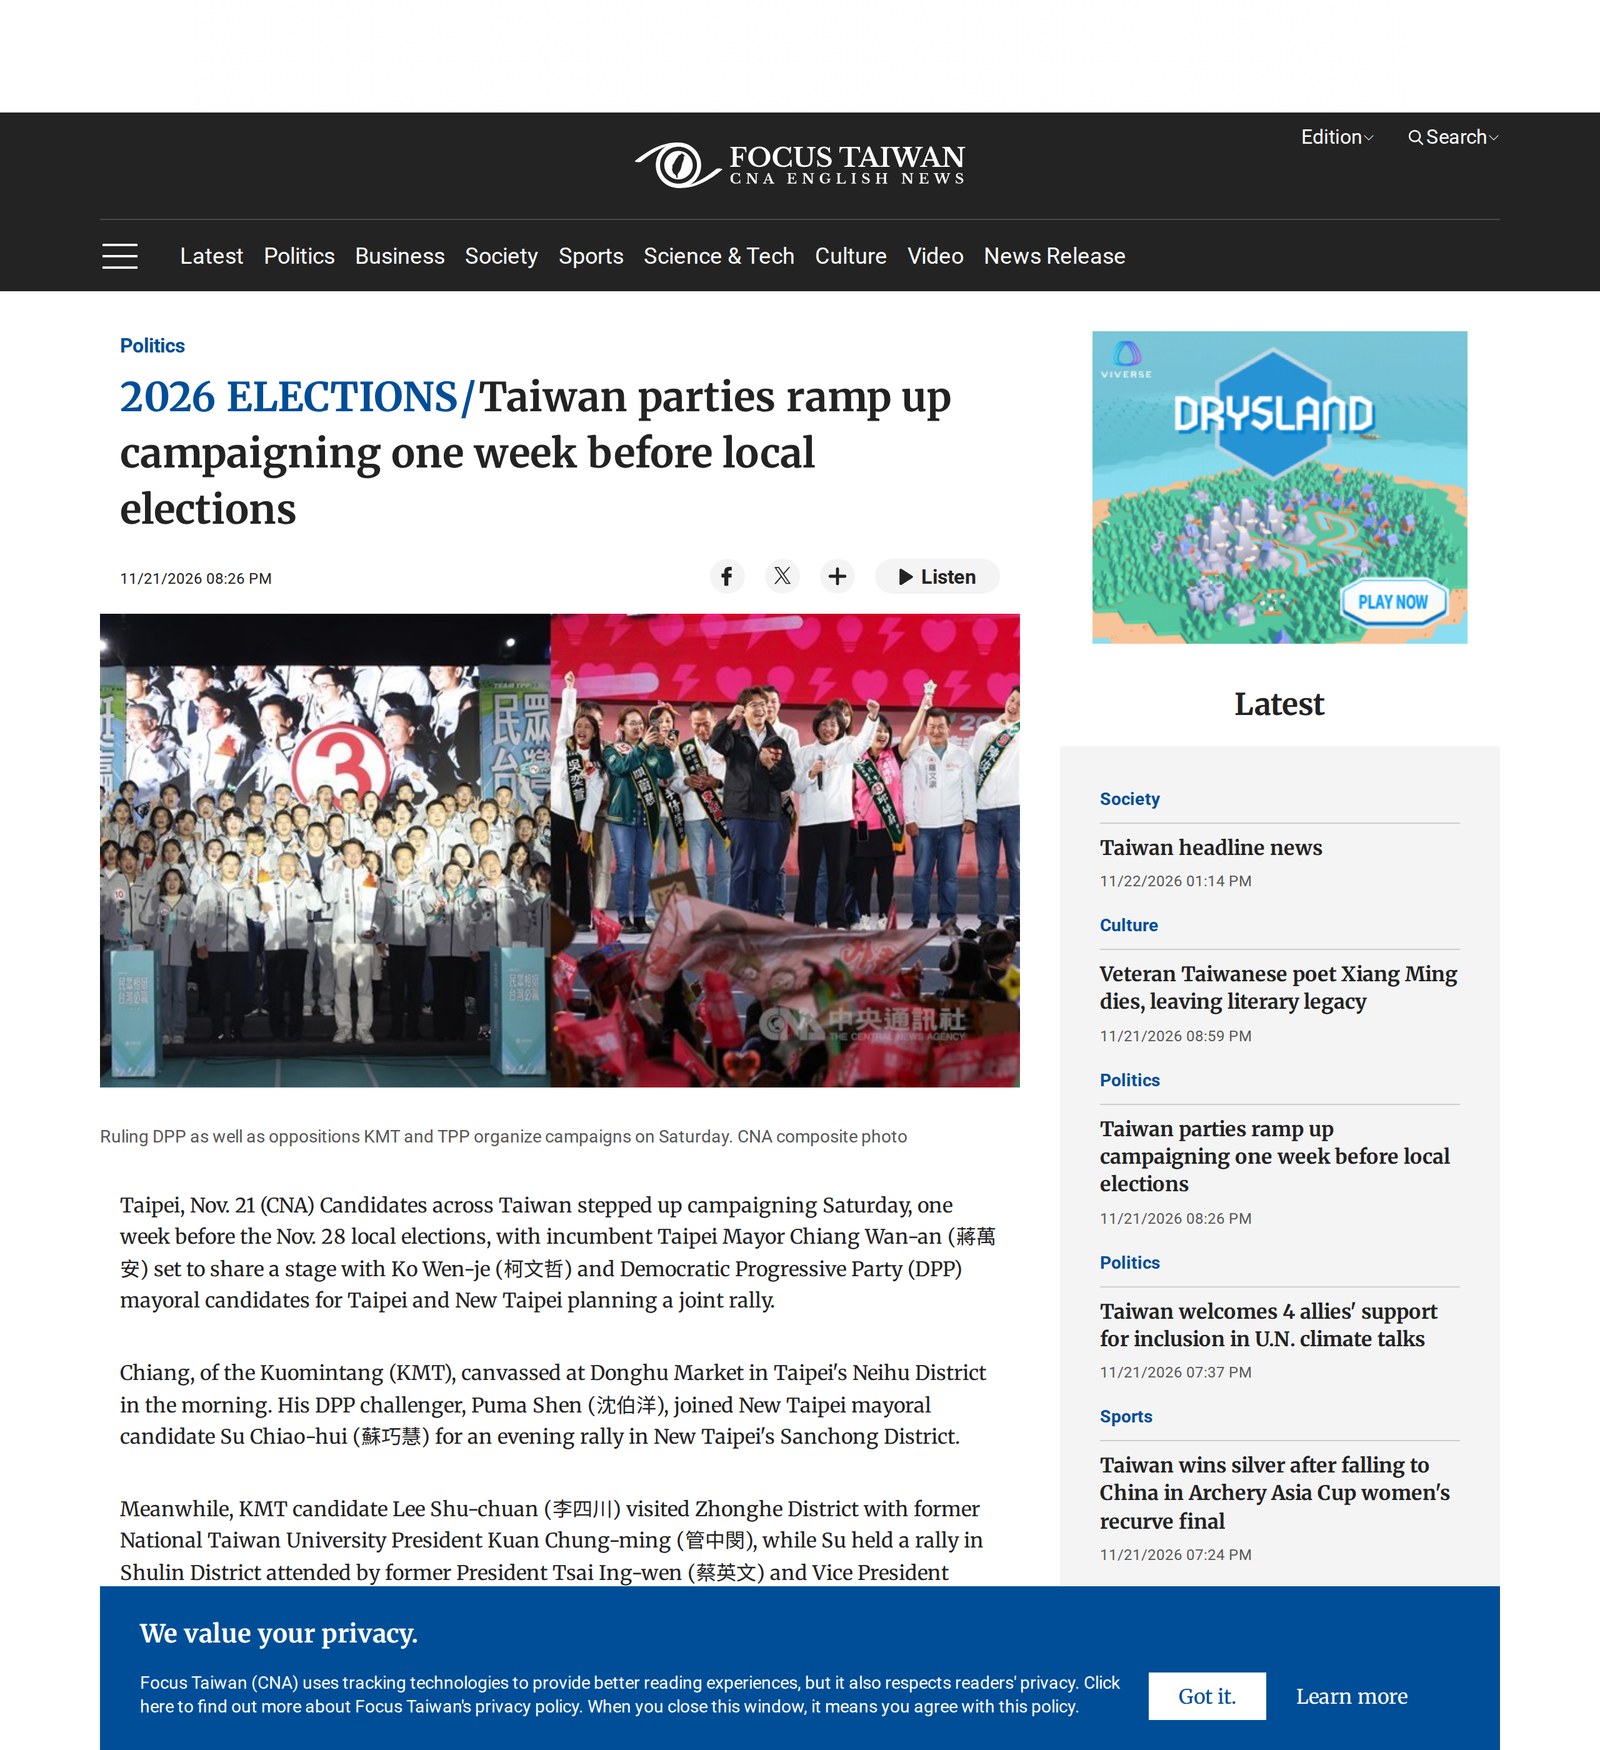 FOCUS TAIWAN
CNA ENGLISH NEWS
Edition
Search
Latest Politics Business Society Sports Science & Tech Culture Video News Release
Politics
2026 ELECTIONS/Taiwan parties ramp up
campaigning one week before local
elections
11/21/2026 08:26 PM
Listen
3
民眾
中央通訊社
THE CENTRAL NEWS AGENCY
Ruling DPP as well as oppositions KMT and TPP organize campaigns on Saturday. CNA composite photo
Taipei, Nov. 21 (CNA) Candidates across Taiwan stepped up campaigning Saturday, one
week before the Nov. 28 local elections, with incumbent Taipei Mayor Chiang Wan-an (蔣萬
安) set to share a stage with Ko Wen-je (柯文哲) and Democratic Progressive Party (DPP)
mayoral candidates for Taipei and New Taipei planning a joint rally.
Chiang, of the Kuomintang (KMT), canvassed at Donghu Market in Taipei's Neihu District
in the morning. His DPP challenger, Puma Shen (沈伯洋), joined New Taipei mayoral
candidate Su Chiao-hui (蘇巧慧) for an evening rally in New Taipei's Sanchong District.
Meanwhile, KMT candidate Lee Shu-chuan (李四川) visited Zhonghe District with former
National Taiwan University President Kuan Chung-ming (管中閔), while Su held a rally in
Shulin District attended by former President Tsai Ing-wen (蔡英文) and Vice President
VIVERSE
DRYSLAND
PLAY NOW
Latest
Society
Taiwan headline news
11/22/2026 01:14 PM
Culture
Veteran Taiwanese poet Xiang Ming
dies, leaving literary legacy
11/21/2026 08:59 PM
Politics
Taiwan parties ramp up
campaigning one week before local
elections
11/21/2026 08:26 PM
Politics
Taiwan welcomes 4 allies' support
for inclusion in U.N. climate talks
11/21/2026 07:37 PM
Sports
Taiwan wins silver after falling to
China in Archery Asia Cup women's
recurve final
11/21/2026 07:24 PM
We value your privacy.
Focus Taiwan (CNA) uses tracking technologies to provide better reading experiences, but it also respects readers' privacy. Click
here to find out more about Focus Taiwan's privacy policy. When you close this window, it means you agree with this policy.
Got it.
Learn more